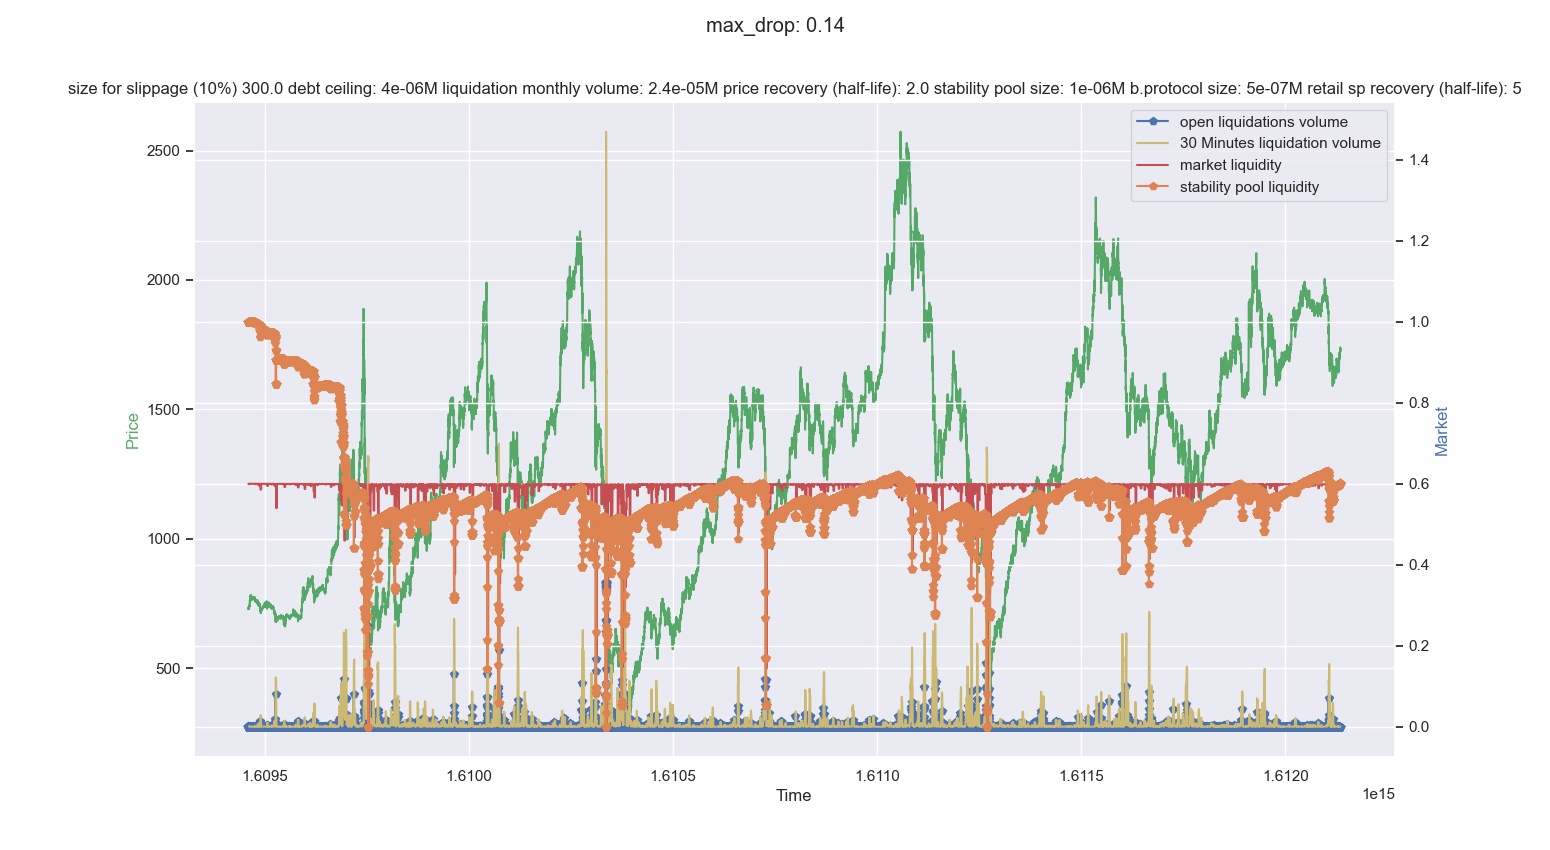 max_drop: 0.14
size for slippage (10%) 300.0 debt ceiling: 4e-06M liquidation monthly volume: 2.4e-05M price recovery (half-life): 2.0 stability pool size: 1e-06M b.protocol size: 5e-07M retail sp recovery (half-life): 5
open liquidations volume
30 Minutes liquidation volume
market liquidity
stability pool liquidity
2500
2000
1500
1000
500
Price
1.4
1.2
1.0
0.8
0.6
0.4
0.2
0.0
Market
1.6095
1.6100
1.6105
1.6110
1.6115
1.6120
1e15
Time